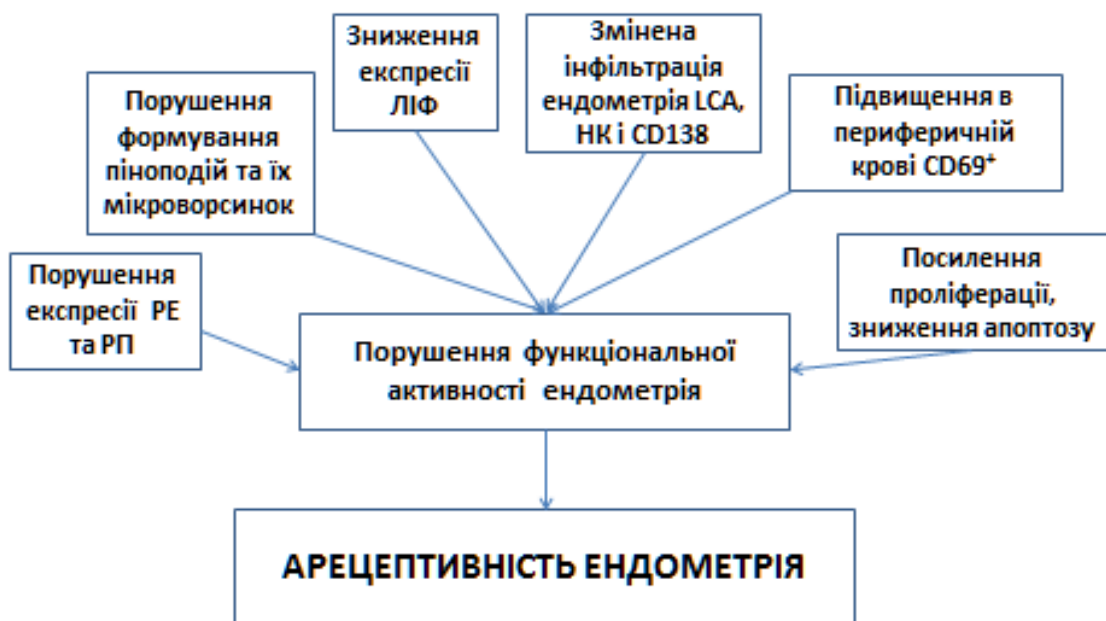 Порушення
експресії РЕ
та РП
Порушення
формування
піноподій та їх
мікроворсинок
Зниження
експресії
ЛІФ
Змінена
інфільтрація
ендометрія LCA,
НК і CD138
Підвищення в
периферичній
крові CD69⁺
Посилення
проліферації,
зниження апоптозу
Порушення функціональної
активності ендометрія
АРЕЦЕПТИВНІСТЬ ЕНДОМЕТРІЯ